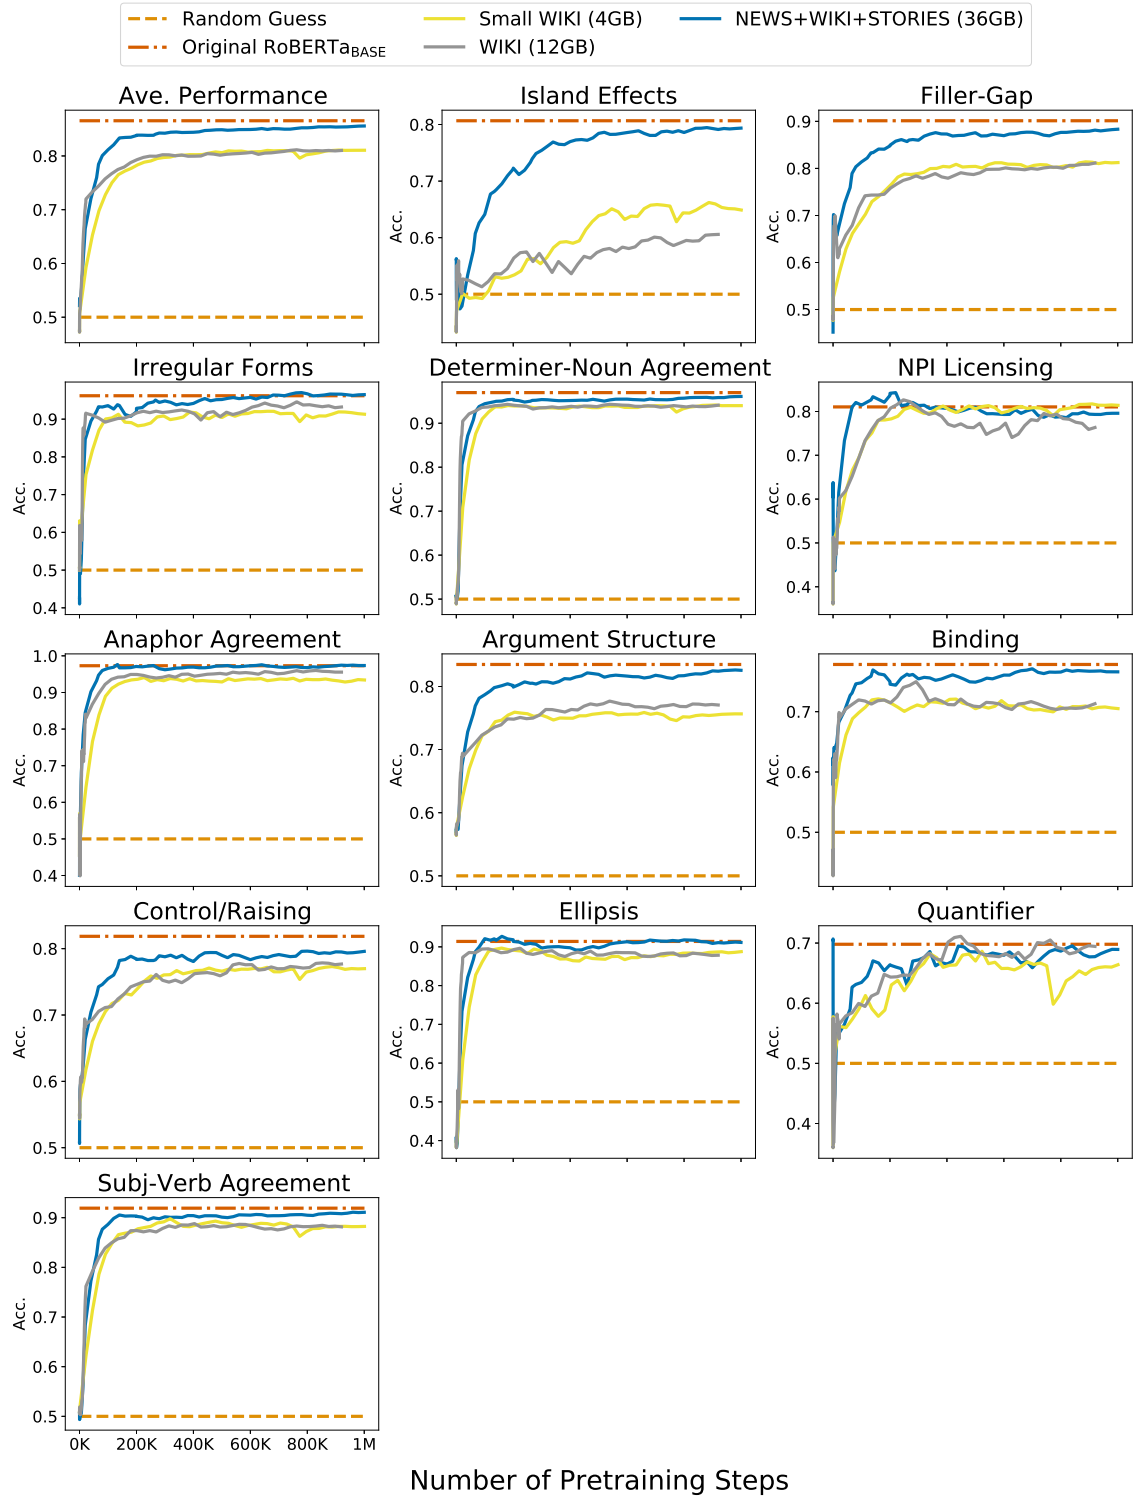 Random Guess
Original RoBERTaBASE
Small WIKI (4GB)
WIKI (12GB)
NEWS+WIKI+STORIES (36GB)
Ave. Performance
0.8
0.7
0.6
0.5
Island Effects
Acc.
0.8
0.7
0.6
0.5
Filler-Gap
Acc.
0.9
0.8
0.7
0.6
0.5
Irregular Forms
Acc.
0.9
0.8
0.7
0.6
0.5
0.4
Determiner-Noun Agreement
Acc.
0.9
0.8
0.7
0.6
0.5
NPI Licensing
Acc.
0.8
0.7
0.6
0.5
0.4
Anaphor Agreement
Acc.
1.0
0.9
0.8
0.7
0.6
0.5
0.4
Argument Structure
Acc.
0.8
0.7
0.6
0.5
Binding
Acc.
0.7
0.6
0.5
Control/Raising
Acc.
0.8
0.7
0.6
0.5
Ellipsis
Acc.
0.9
0.8
0.7
0.6
0.5
0.4
Quantifier
Acc.
0.7
0.6
0.5
0.4
Subj-Verb Agreement
Acc.
0.9
0.8
0.7
0.6
0.5
0K 200K 400K 600K 800K 1M
Number of Pretraining Steps